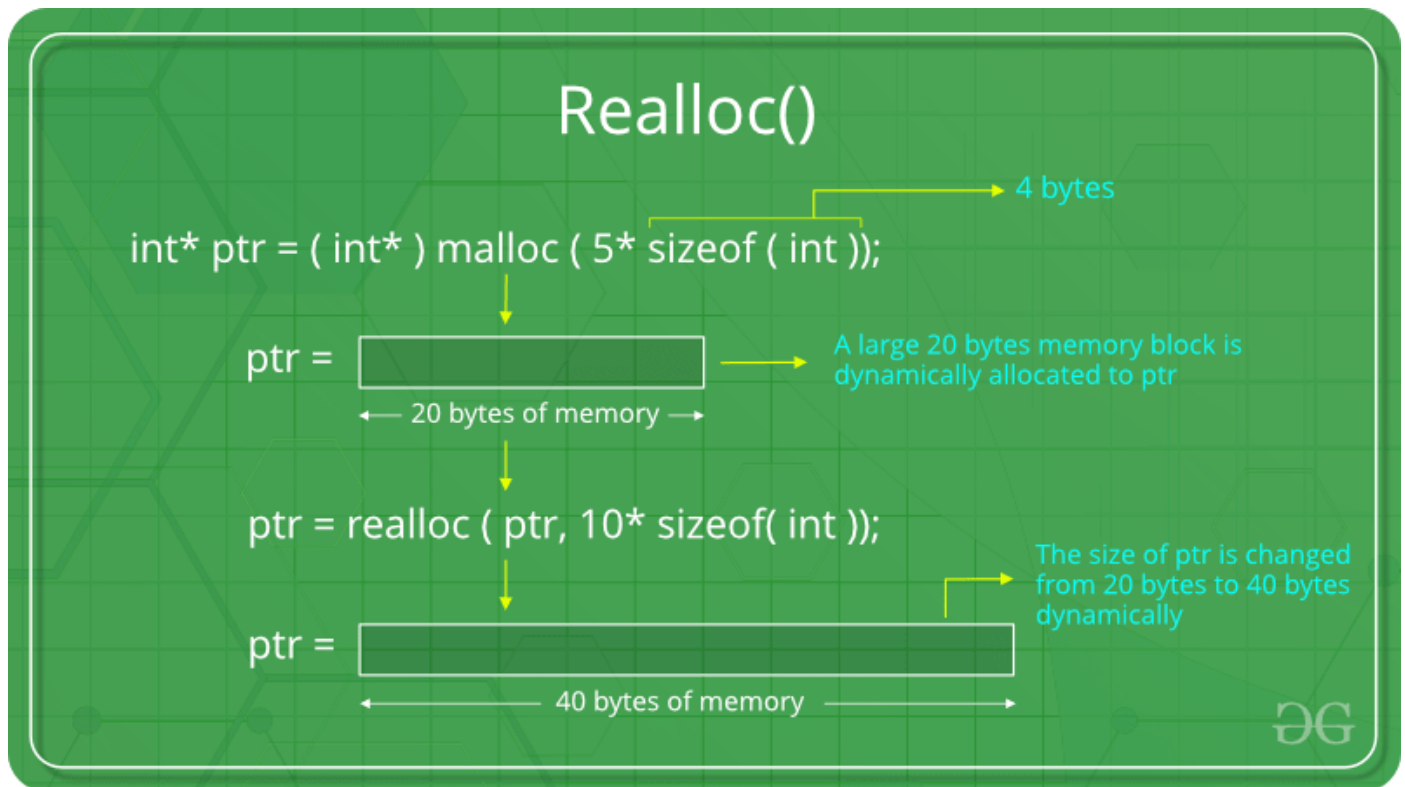 Realloc()
4 bytes
int* ptr = ( int* ) malloc ( 5* sizeof ( int ));
ptr =
A large 20 bytes memory block is
dynamically allocated to ptr
20 bytes of memory
ptr = realloc ( ptr, 10* sizeof( int ));
The size of ptr is changed
from 20 bytes to 40 bytes
dynamically
ptr =
40 bytes of memory